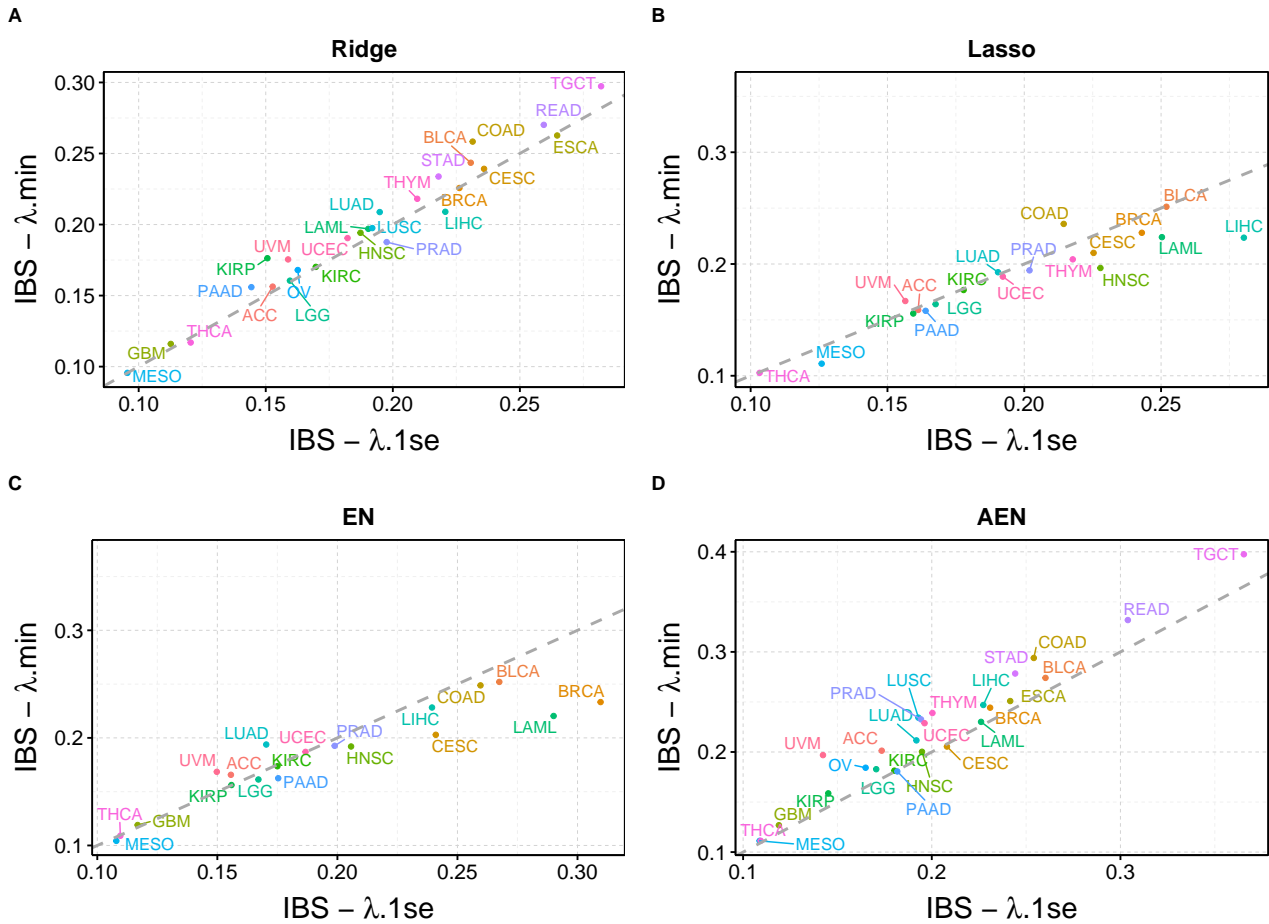 A
Ridge
IBS − λ.min
0.30
0.25
0.20
0.15
0.10
TGCT
READ
COAD
BLCA
ESCA
STAD
CESC
THYM
BRCA
LUAD
LIHC
LAML
LUSC
UVM
UCEC
HNSC
PRAD
KIRP
KIRC
PAAD
OV
ACC
LGG
THCA
GBM
MESO
0.10
0.15
0.20
0.25
IBS − λ.1se
B
Lasso
IBS − λ.min
0.3
0.2
0.1
BLCA
COAD
BRCA
LIHC
CESC
LAML
PRAD
LUAD
THYM
HNSC
KIRC
UCEC
UVM
ACC
LGG
KIRP
PAAD
MESO
THCA
0.10
0.15
0.20
0.25
IBS − λ.1se
C
EN
IBS − λ.min
0.3
0.2
0.1
BLCA
COAD
BRCA
LIHC
LAML
CESC
LUAD
UCEC
PRAD
HNSC
UVM
ACC
KIRC
PAAD
KIRP
LGG
THCA
GBM
MESO
0.10
0.15
0.20
0.25
0.30
IBS − λ.1se
D
AEN
IBS − λ.min
0.4
0.3
0.2
0.1
TGCT
READ
COAD
STAD
BLCA
LUSC
LIHC
PRAD
THYM
ESCA
LUAD
BRCA
UCEC
LAML
UVM
ACC
OV
KIRC
CESC
LGG
HNSC
KIRP
PAAD
GBM
THCA
MESO
0.1
0.2
0.3
IBS − λ.1se